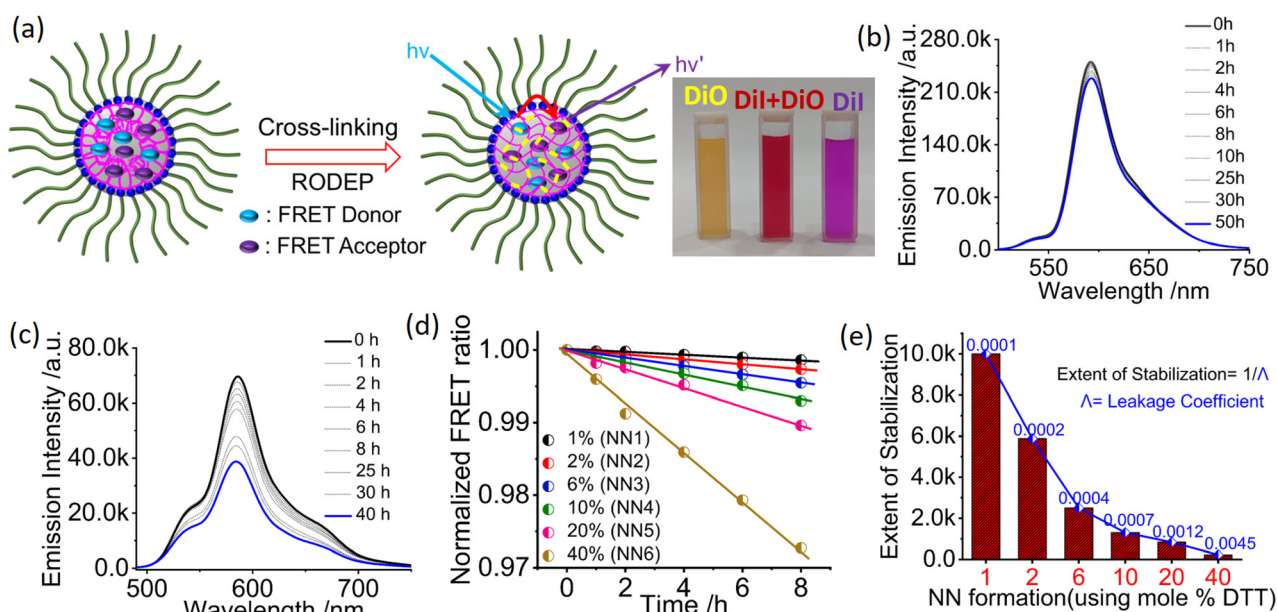 (a)
hv
hv'
Cross-linking
RODEP
: FRET Donor
: FRET Acceptor
DiO
DiI+DiO
DiI
(b)
280.0k
210.0k
140.0k
70.0k
0.0
550
650
750
Emission Intensity /a.u.
Wavelength /nm
0h
1h
2h
4h
6h
8h
10h
25h
30h
50h
(c)
80.0k
60.0k
40.0k
20.0k
0.0
500
600
700
Emission Intensity /a.u.
Wavelength /nm
0 h
1 h
2 h
4 h
6 h
8 h
25 h
30 h
40 h
(d)
1.00
0.99
0.98
0.97
0
2
4
6
8
Normalized FRET ratio
Time /h
1% (NN1)
2% (NN2)
6% (NN3)
10% (NN4)
20% (NN5)
40% (NN6)
(e)
10.0k
8.0k
6.0k
4.0k
2.0k
0.0
Extent of Stabilization
0.0001
0.0002
0.0004
0.0007
0.0012
0.0045
Extent of Stabilization= 1/Λ
Λ= Leakage Coefficient
1
2
6
10
20
40
NN formation(using mole % DTT)